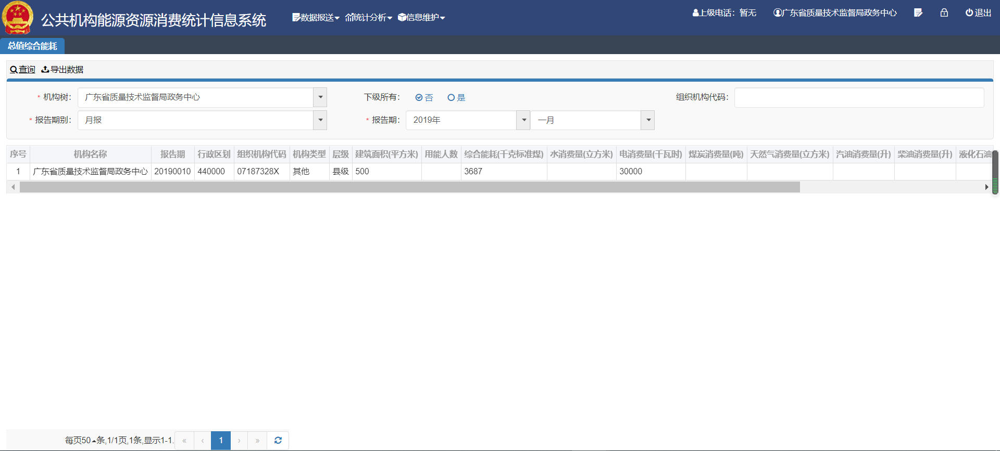 公共机构能源资源消费统计信息系统
数据报送 统计分析 信息维护
上级电话：暂无 广东省质量技术监督局政务中心 退出
总值综合能耗
查询 导出数据
* 机构树： 广东省质量技术监督局政务中心 下级所有： 否 是 组织机构代码：
* 报告期别： 月报 * 报告期： 2019年 一月
序号 机构名称 报告期 行政区划 组织机构代码 机构类型 层级 建筑面积(平方米) 用能人数 综合能耗(千克标准煤) 水消费量(立方米) 电消费量(千瓦时) 煤炭消费量(吨) 天然气消费量(立方米) 汽油消费量(升) 柴油消费量(升) 液化石油
1 广东省质量技术监督局政务中心 20190010 440000 07187328X 其他 县级 500 3687 30000
每页50条,1/1页,1条,显示1-1. « ‹ 1 › »